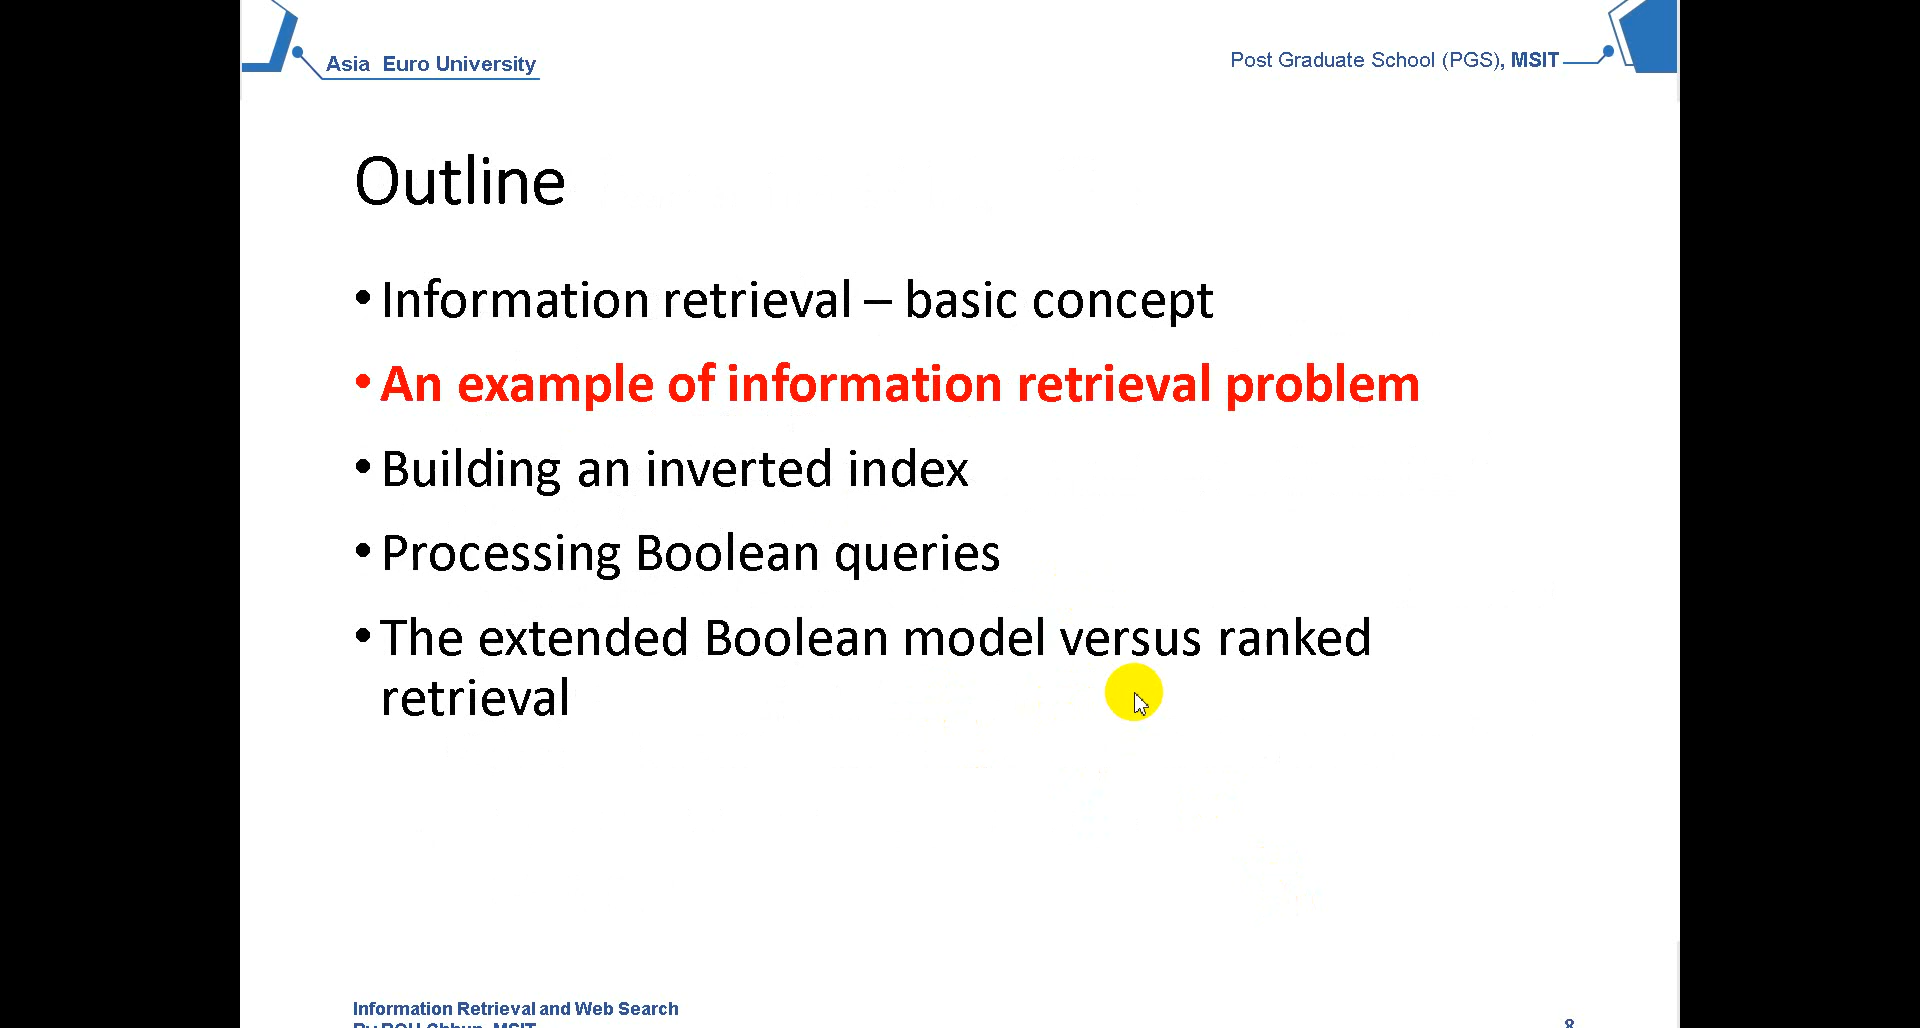 Asia Euro University
Post Graduate School (PGS), MSIT
Outline
• Information retrieval – basic concept
• An example of information retrieval problem
• Building an inverted index
• Processing Boolean queries
• The extended Boolean model versus ranked
retrieval
Information Retrieval and Web Search
By MSIT
8